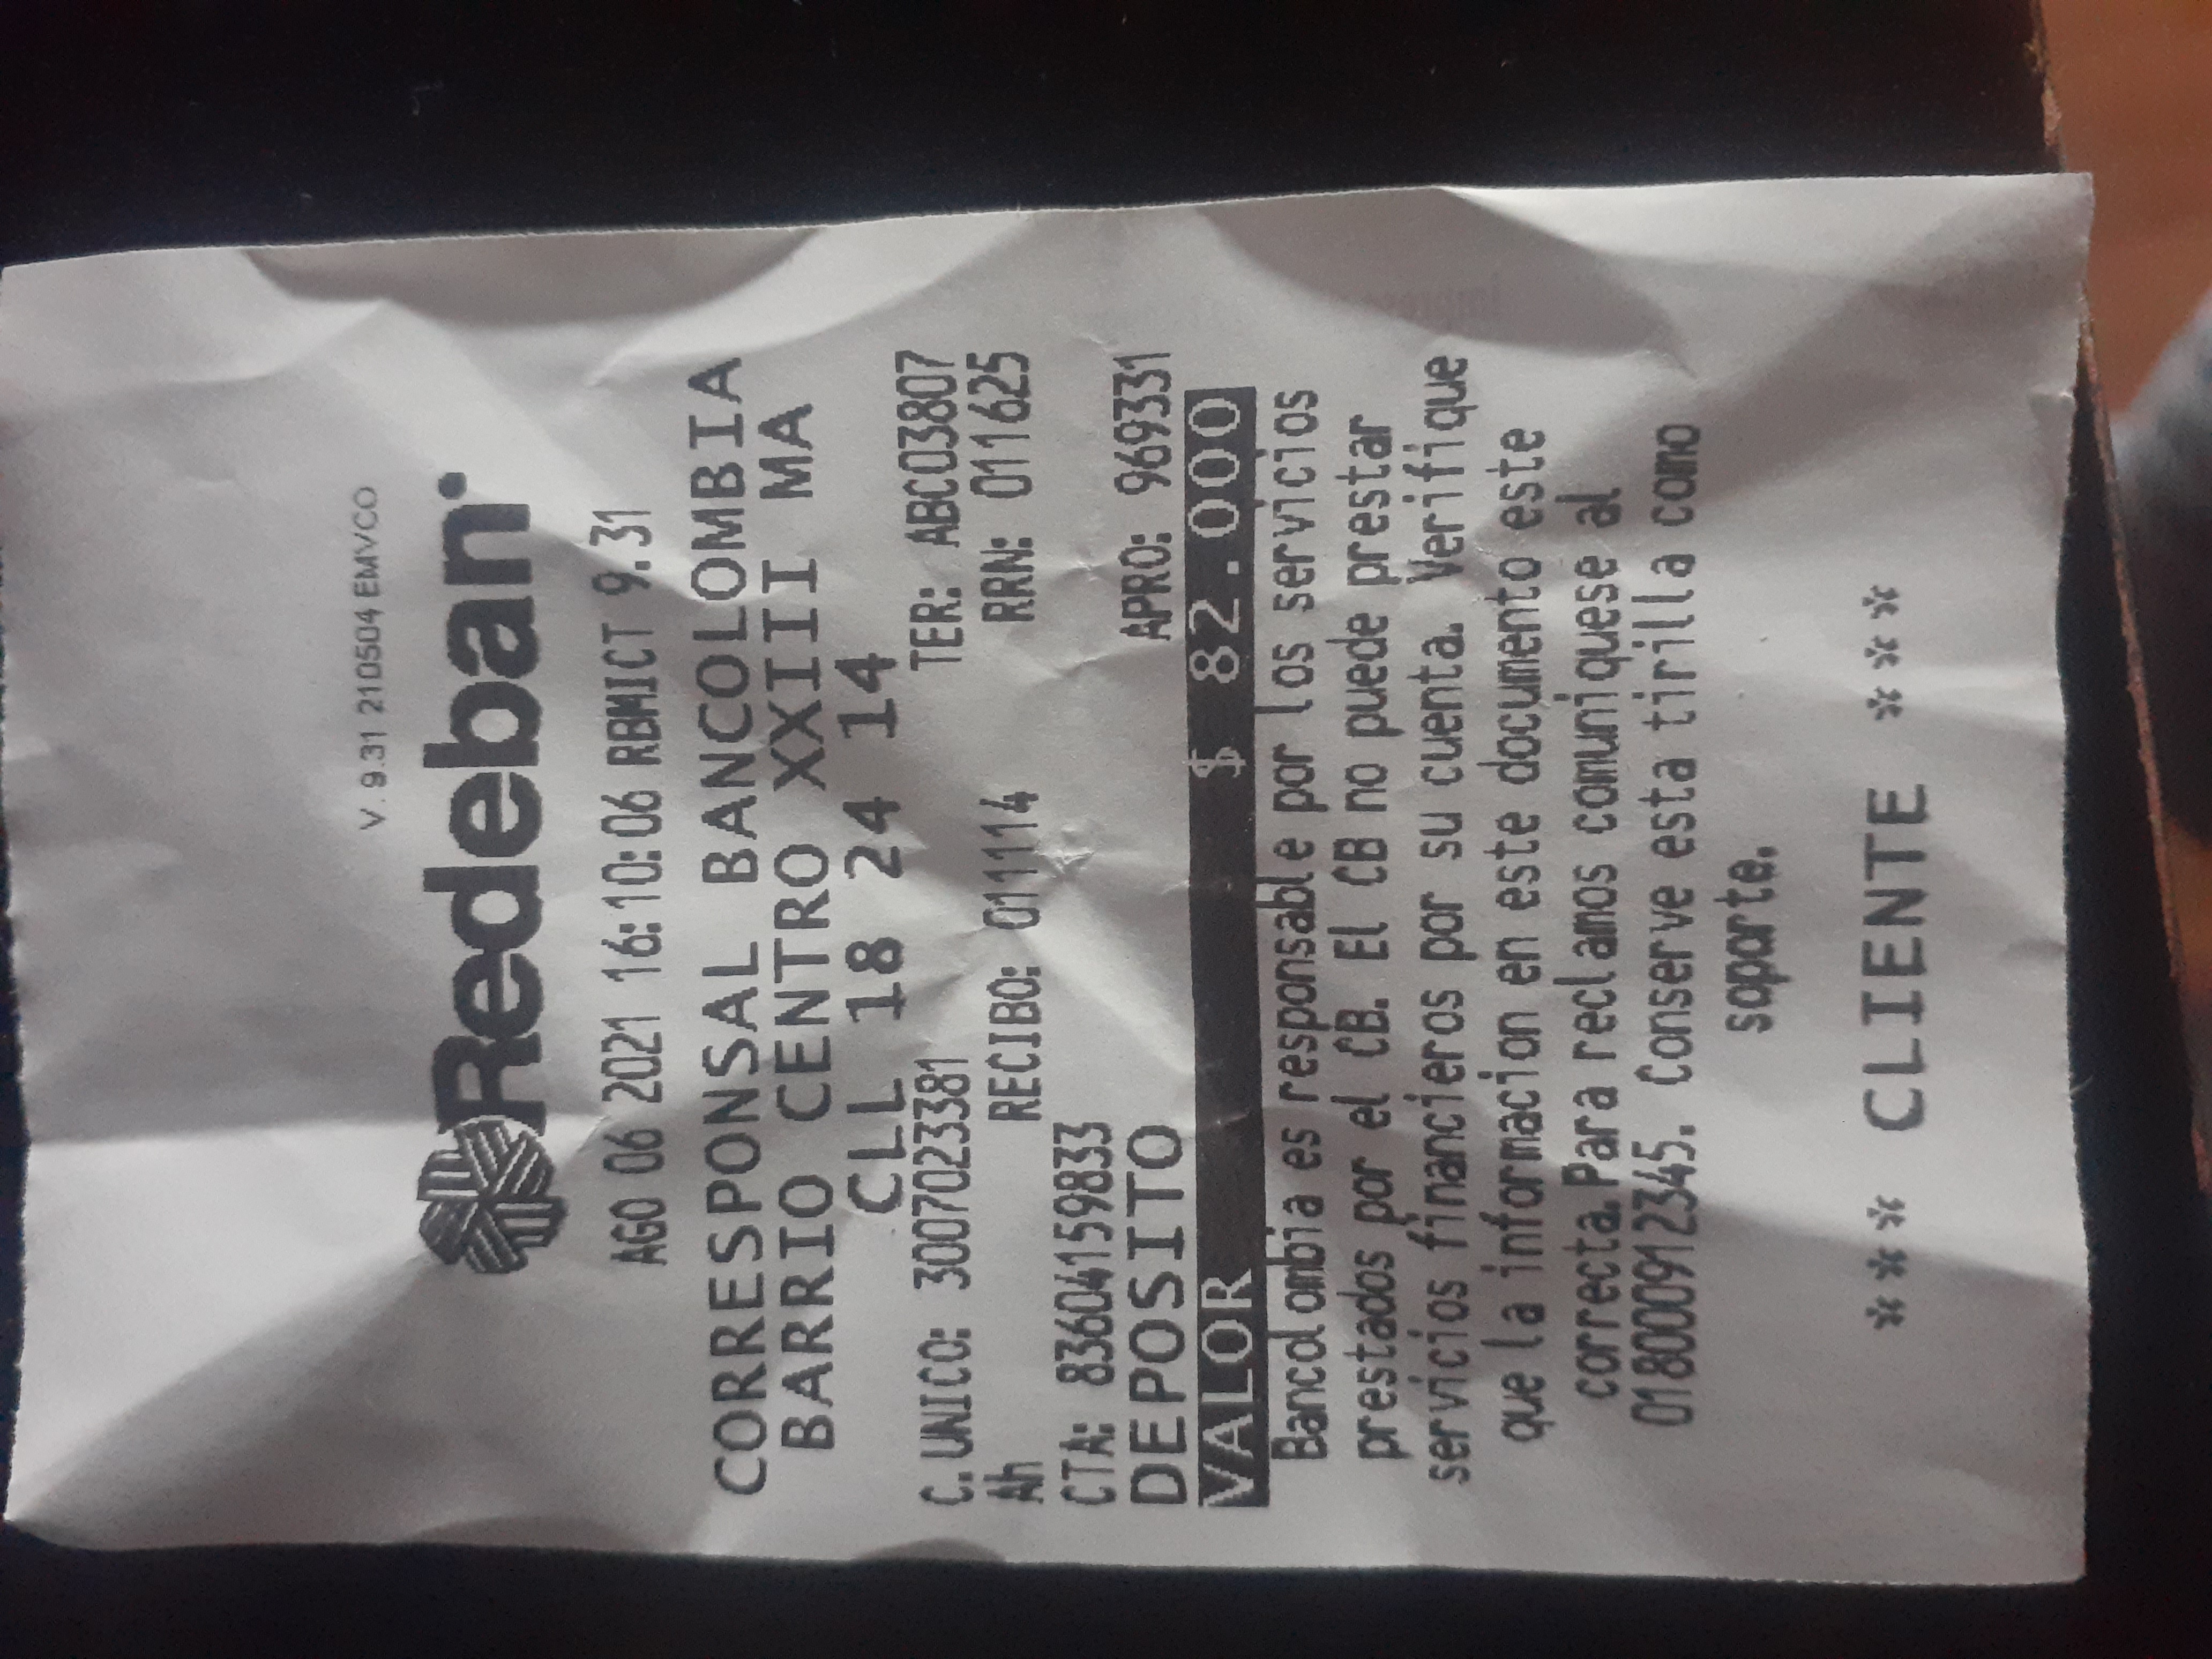 V. 9.31 210504 EMVCO
Redeban
AGO 06 2021 16:10:06 RBMICT 9.31
CORRESPONSAL BANCOLOMBIA
BARRIO CENTRO XXIII MA
CLL 18 24 14
C.UNICO: 3007023381 TER: ABCO3807
Ah RECIBO: 011114 RRN: 011625
CTA: 83604159833
DEPOSITO APRO: 969331
VALOR $ 82.000
Bancolombia es responsable por los servicios
prestados por el CB. El CB no puede prestar
servicios financieros por su cuenta. Verifique
que la informacion en este documento este
correcta.Para reclamos comuniquese al
018000912345. Conserve esta tirilla como
soporte.
*** CLIENTE ***